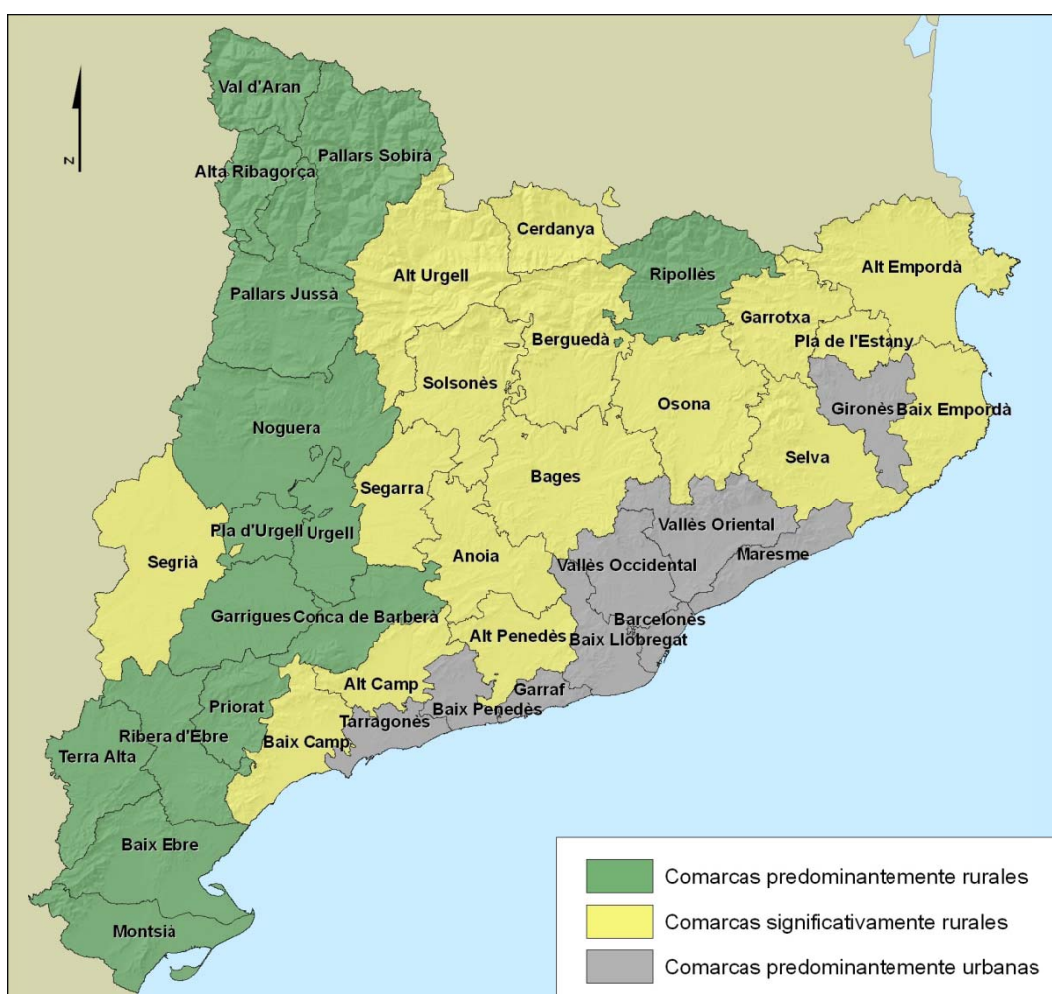 Val d'Aran
Pallars Sobirà
Alta Ribagorça
z
Cerdanya
Alt Urgell
Ripollès
Alt Empordà
Pallars Jussà
Garrotxa
Berguedà
Pla de l'Estany
Solsonès
Osona
Gironès
Baix Empordà
Noguera
Selva
Bages
Segarra
Vallès Oriental
Pla d'Urgell
Urgell
Anoia
Maresme
Segrià
Vallès Occidental
Garrigues
Conca de Barberà
Barcelonès
Alt Penedès
Baix Llobregat
Alt Camp
Garraf
Priorat
Baix Penedès
Tarragonès
Ribera d'Ebre
Baix Camp
Terra Alta
Baix Ebre
Montsià
Comarcas predominantemente rurales
Comarcas significativamente rurales
Comarcas predominantemente urbanas